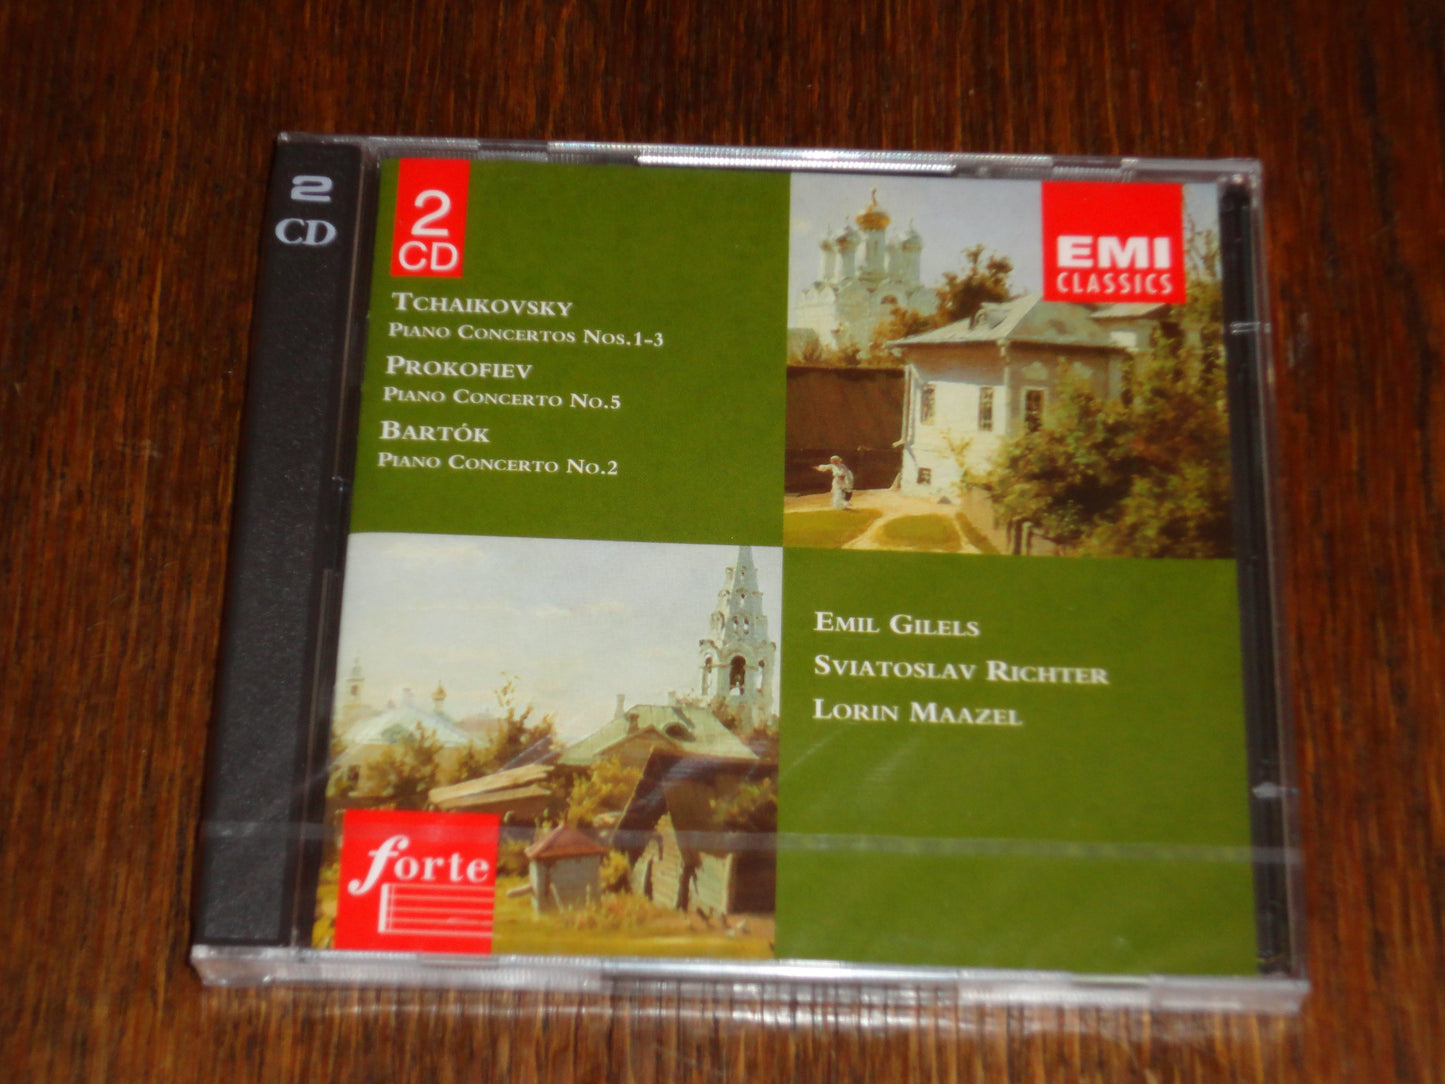 2
CD
2
CD
TCHAIKOVSKY
PIANO CONCERTOS NOS.1-3
PROKOFIEV
PIANO CONCERTO NO.5
BARTÓK
PIANO CONCERTO NO.2
EMI
CLASSICS
EMIL GILELS
SVIATOSLAV RICHTER
LORIN MAAZEL
forte